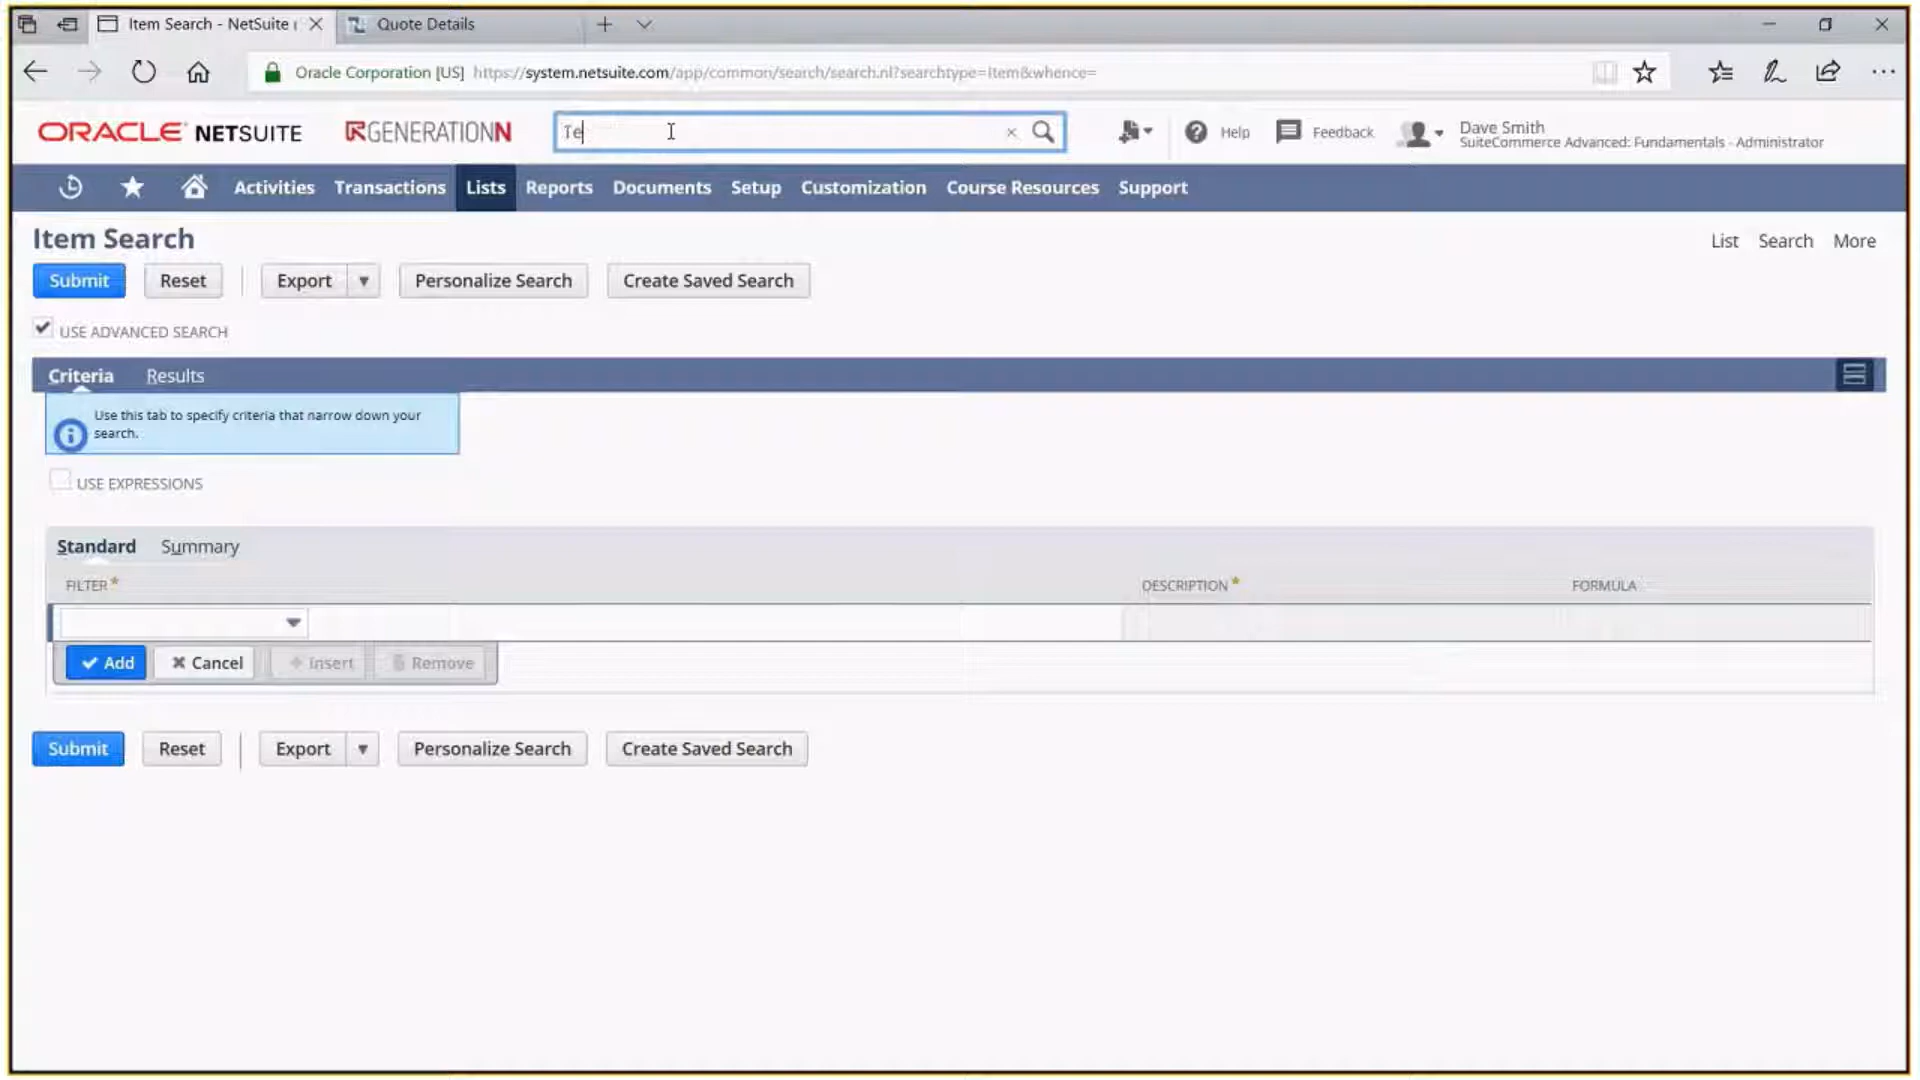 Item Search - NetSuite
Quote Details
Oracle Corporation [US] https://system.netsuite.com/app/common/search/search.nl?searchtype=Item&whence=
ORACLE NETSUITE
GENERATIONN
Te
Help
Feedback
Dave Smith
SuiteCommerce Advanced: Fundamentals - Administrator
Activities Transactions Lists Reports Documents Setup Customization Course Resources Support
Item Search
List Search More
Submit Reset Export Personalize Search Create Saved Search
USE ADVANCED SEARCH
Criteria Results
Use this tab to specify criteria that narrow down your
search.
USE EXPRESSIONS
Standard Summary
FILTER * DESCRIPTION * FORMULA
Add Cancel Insert Remove
Submit Reset Export Personalize Search Create Saved Search